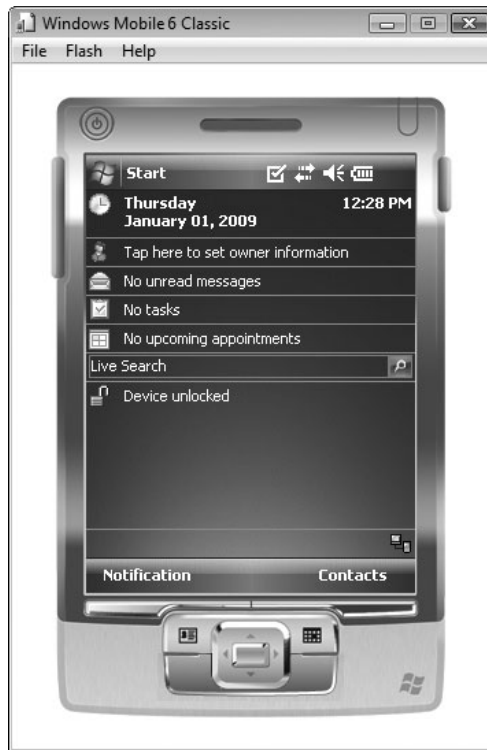 Windows Mobile 6 Classic
File Flash Help
Start
Thursday 12:28 PM
January 01, 2009
Tap here to set owner information
No unread messages
No tasks
No upcoming appointments
Live Search
Device unlocked
Notification Contacts